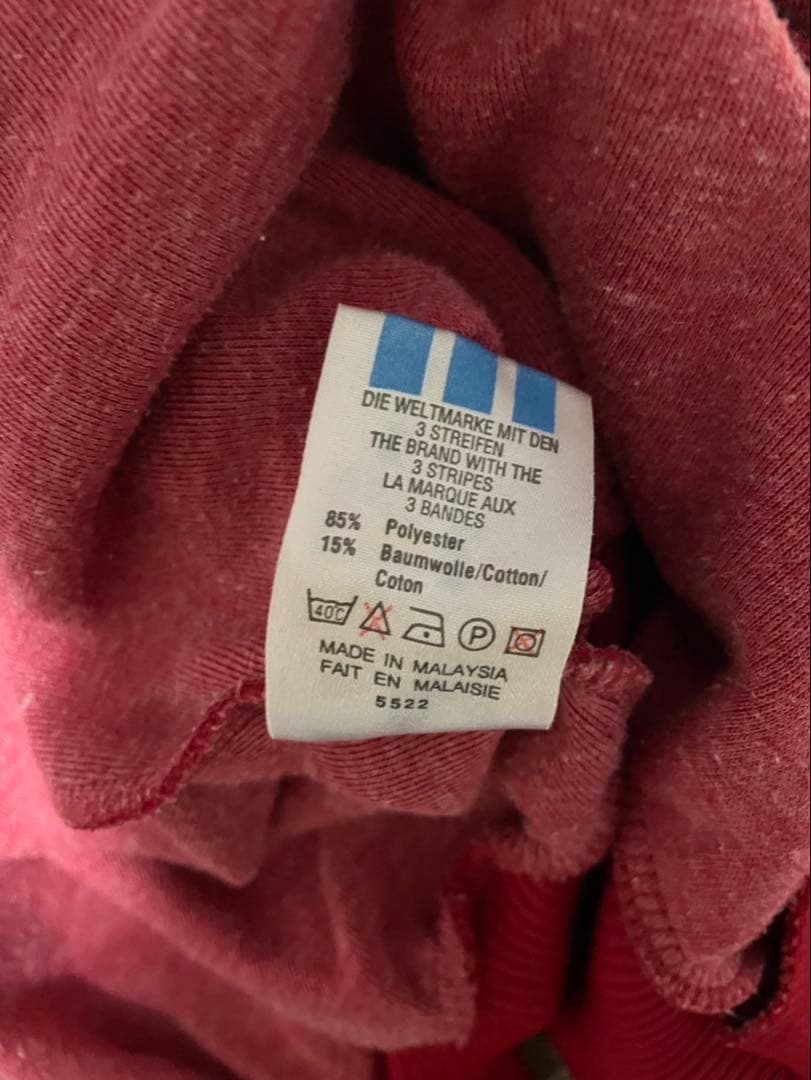 DIE WELTMARKE MIT DEN
3 STREIFEN
THE BRAND WITH THE
3 STRIPES
LA MARQUE AUX
3 BANDES
85% Polyester
15% Baumwolle/Cotton/
Coton
40C P
MADE IN MALAYSIA
FAIT EN MALAISIE
5522